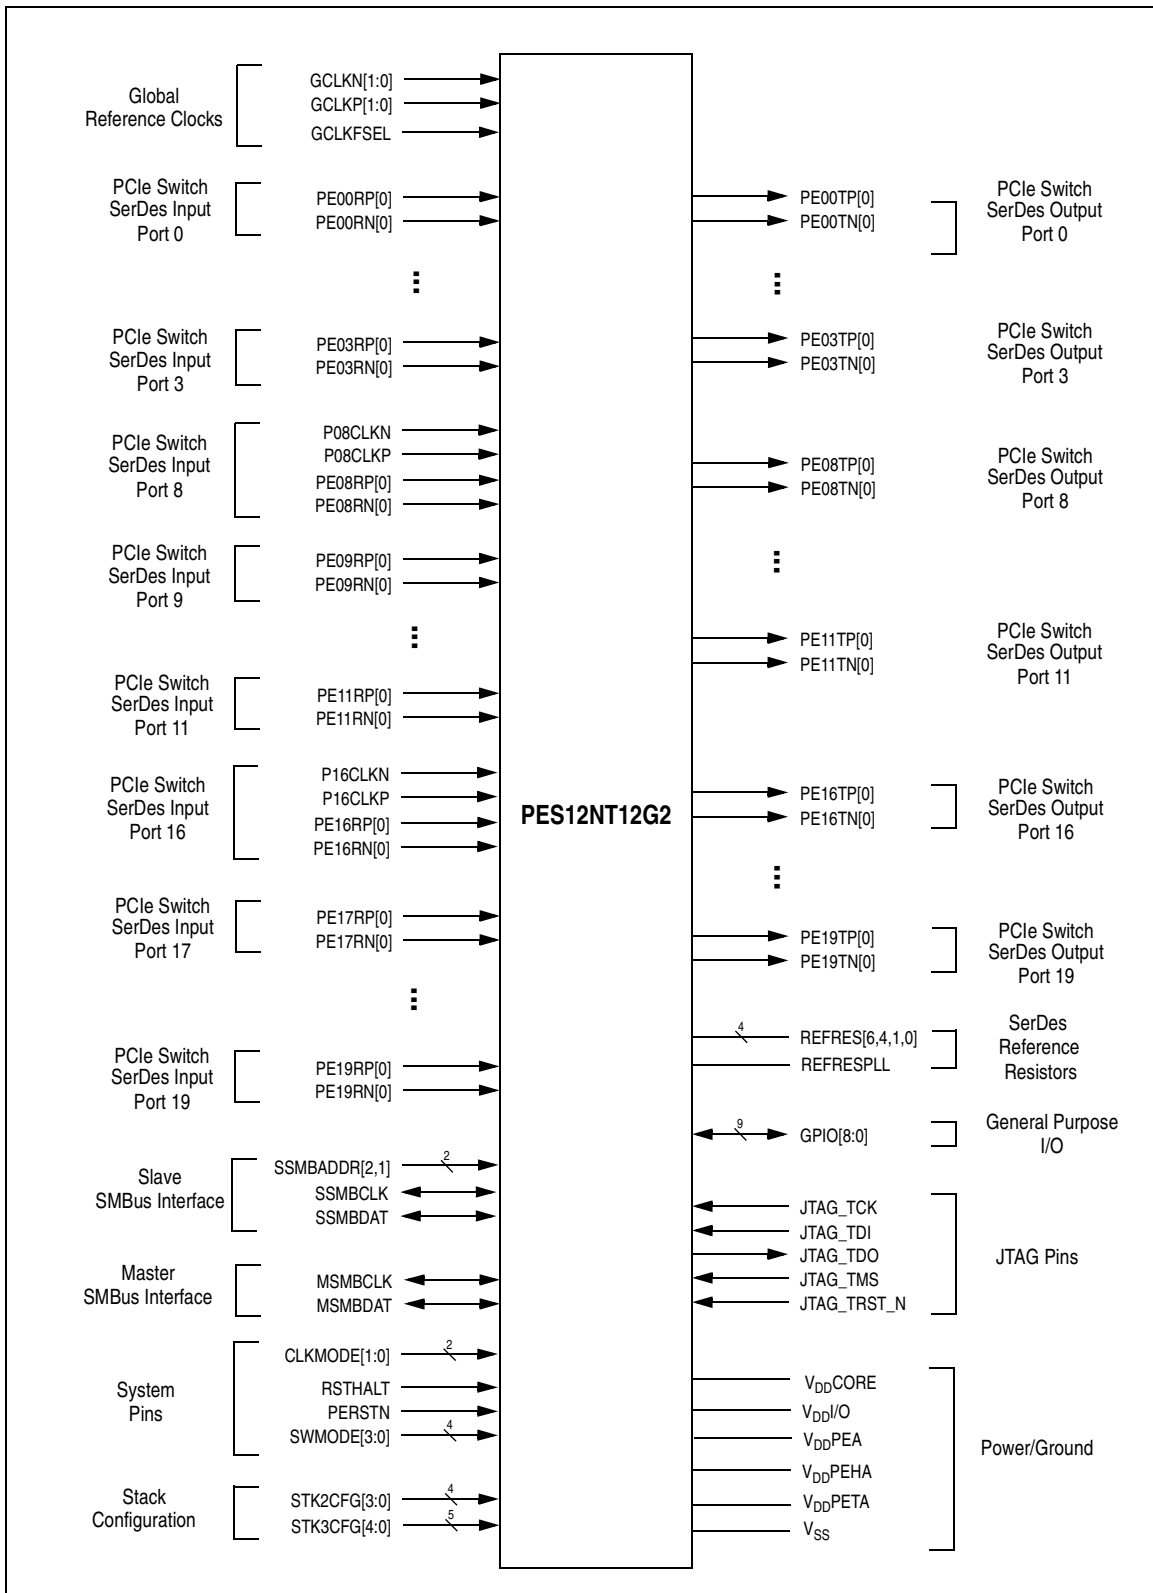 Global
Reference Clocks
GCLKN[1:0]
GCLKP[1:0]
GCLKFSEL
PCIe Switch
SerDes Input
Port 0
PE00RP[0]
PE00RN[0]
PCIe Switch
SerDes Input
Port 3
PE03RP[0]
PE03RN[0]
PCIe Switch
SerDes Input
Port 8
P08CLKN
P08CLKP
PE08RP[0]
PE08RN[0]
PCIe Switch
SerDes Input
Port 9
PE09RP[0]
PE09RN[0]
PCIe Switch
SerDes Input
Port 11
PE11RP[0]
PE11RN[0]
PCIe Switch
SerDes Input
Port 16
P16CLKN
P16CLKP
PE16RP[0]
PE16RN[0]
PCIe Switch
SerDes Input
Port 17
PE17RP[0]
PE17RN[0]
PCIe Switch
SerDes Input
Port 19
PE19RP[0]
PE19RN[0]
Slave
SMBus Interface
SSMBADDR[2,1] 2
SSMBCLK
SSMBDAT
Master
SMBus Interface
MSMBCLK
MSMBDAT
System
Pins
CLKMODE[1:0] 2
RSTHALT
PERSTN
SWMODE[3:0] 4
Stack
Configuration
STK2CFG[3:0] 4
STK3CFG[4:0] 5
PES12NT12G2
PE00TP[0]
PE00TN[0]
PCIe Switch
SerDes Output
Port 0
PE03TP[0]
PE03TN[0]
PCIe Switch
SerDes Output
Port 3
PE08TP[0]
PE08TN[0]
PCIe Switch
SerDes Output
Port 8
PE11TP[0]
PE11TN[0]
PCIe Switch
SerDes Output
Port 11
PE16TP[0]
PE16TN[0]
PCIe Switch
SerDes Output
Port 16
PE19TP[0]
PE19TN[0]
PCIe Switch
SerDes Output
Port 19
4 REFRES[6,4,1,0]
REFRESPLL
SerDes
Reference
Resistors
9 GPIO[8:0]
General Purpose
I/O
JTAG_TCK
JTAG_TDI
JTAG_TDO
JTAG_TMS
JTAG_TRST_N
JTAG Pins
VDDCORE
VDDI/O
VDDPEA
VDDPEHA
VDDPETA
VSS
Power/Ground